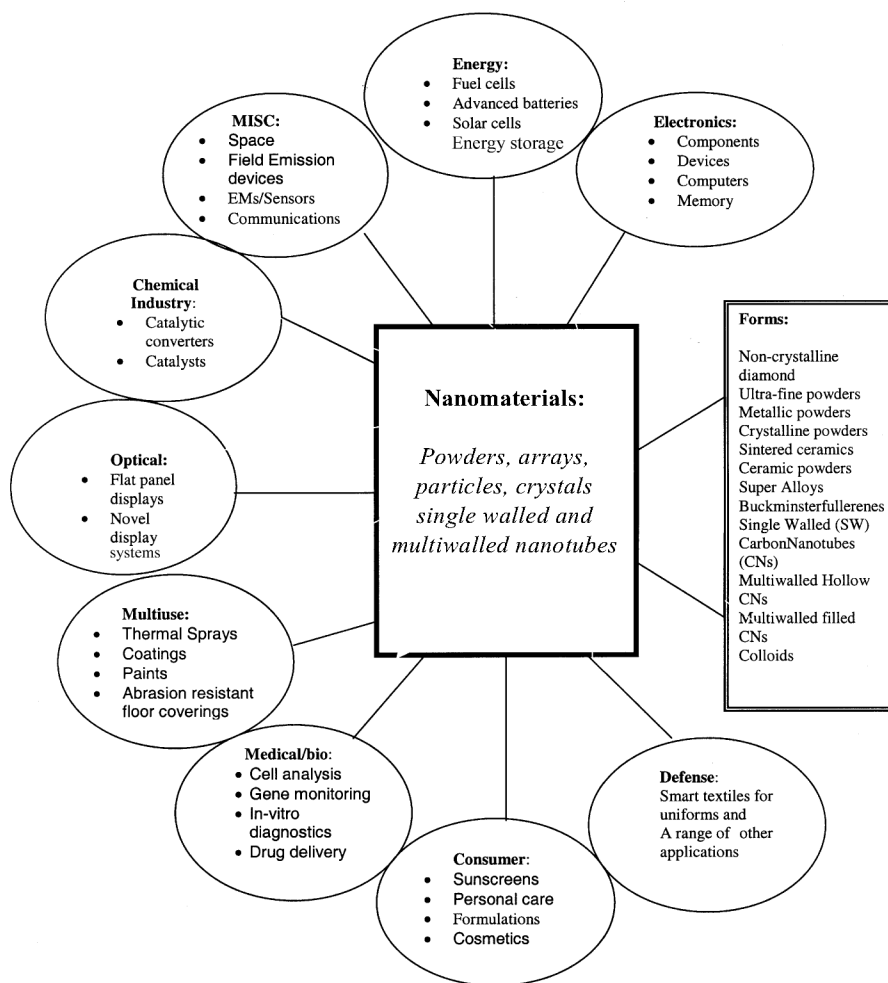 Energy:
• Fuel cells
• Advanced batteries
• Solar cells
Energy storage
MISC:
• Space
• Field Emission
devices
• EMs/Sensors
• Communications
Electronics:
• Components
• Devices
• Computers
• Memory
Chemical
Industry:
• Catalytic
converters
• Catalysts
Forms:
Non-crystalline
diamond
Ultra-fine powders
Metallic powders
Crystalline powders
Sintered ceramics
Ceramic powders
Super Alloys
Buckminsterfullerenes
Single Walled (SW)
CarbonNanotubes
(CNs)
Multiwalled Hollow
CNs
Multiwalled filled
CNs
Colloids
Nanomaterials:
Powders, arrays,
particles, crystals
single walled and
multiwalled nanotubes
Optical:
• Flat panel
displays
• Novel
display
systems
Multiuse:
• Thermal Sprays
• Coatings
• Paints
• Abrasion resistant
floor coverings
Medical/bio:
• Cell analysis
• Gene monitoring
• In-vitro
diagnostics
• Drug delivery
Consumer:
• Sunscreens
• Personal care
• Formulations
• Cosmetics
Defense:
Smart textiles for
uniforms and
A range of other
applications